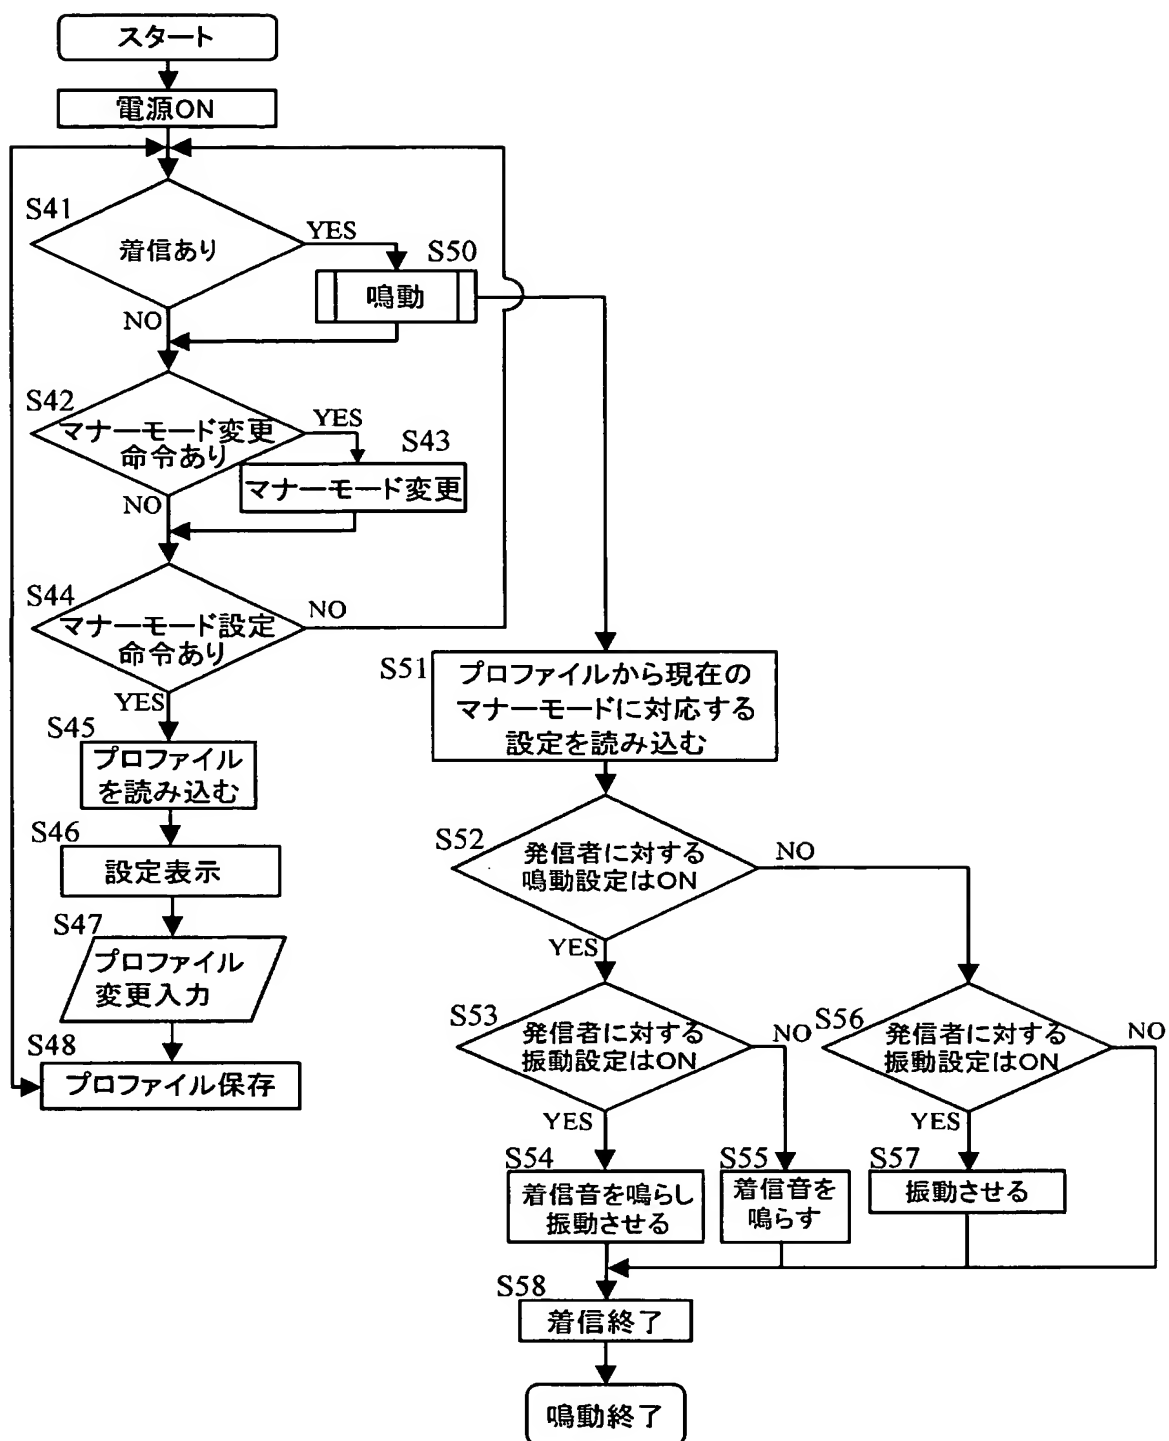 スタート
電源ON
S41
着信あり
YES
S50
鳴動
NO
S42
マナーモード変更
命令あり
YES
S43
マナーモード変更
NO
S44
マナーモード設定
命令あり
NO
YES
S45
プロファイル
を読み込む
S46
設定表示
S47
プロファイル
変更入力
S48
プロファイル保存
S51
プロファイルから現在の
マナーモードに対応する
設定を読み込む
S52
発信者に対する
鳴動設定はON
NO
YES
S53
発信者に対する
振動設定はON
NO
YES
S56
発信者に対する
振動設定はON
NO
YES
S54
着信音を鳴らし
振動させる
S55
着信音を
鳴らす
S57
振動させる
S58
着信終了
鳴動終了